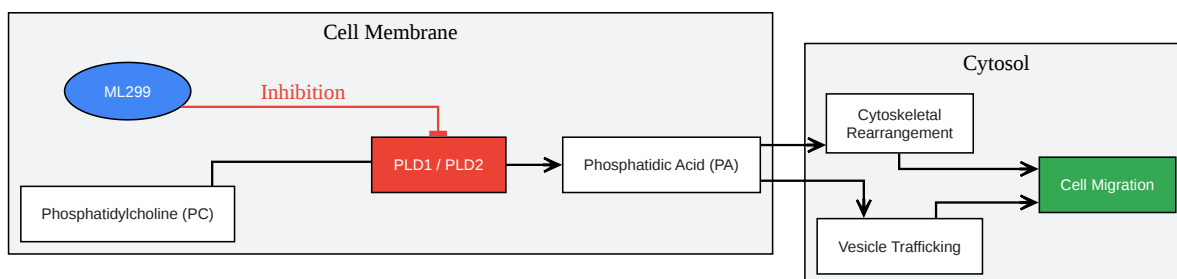 Cell Membrane
ML299
Inhibition
PLD1 / PLD2
Phosphatidylcholine (PC)
Phosphatidic Acid (PA)
Cytosol
Cytoskeletal
Rearrangement
Vesicle Trafficking
Cell Migration